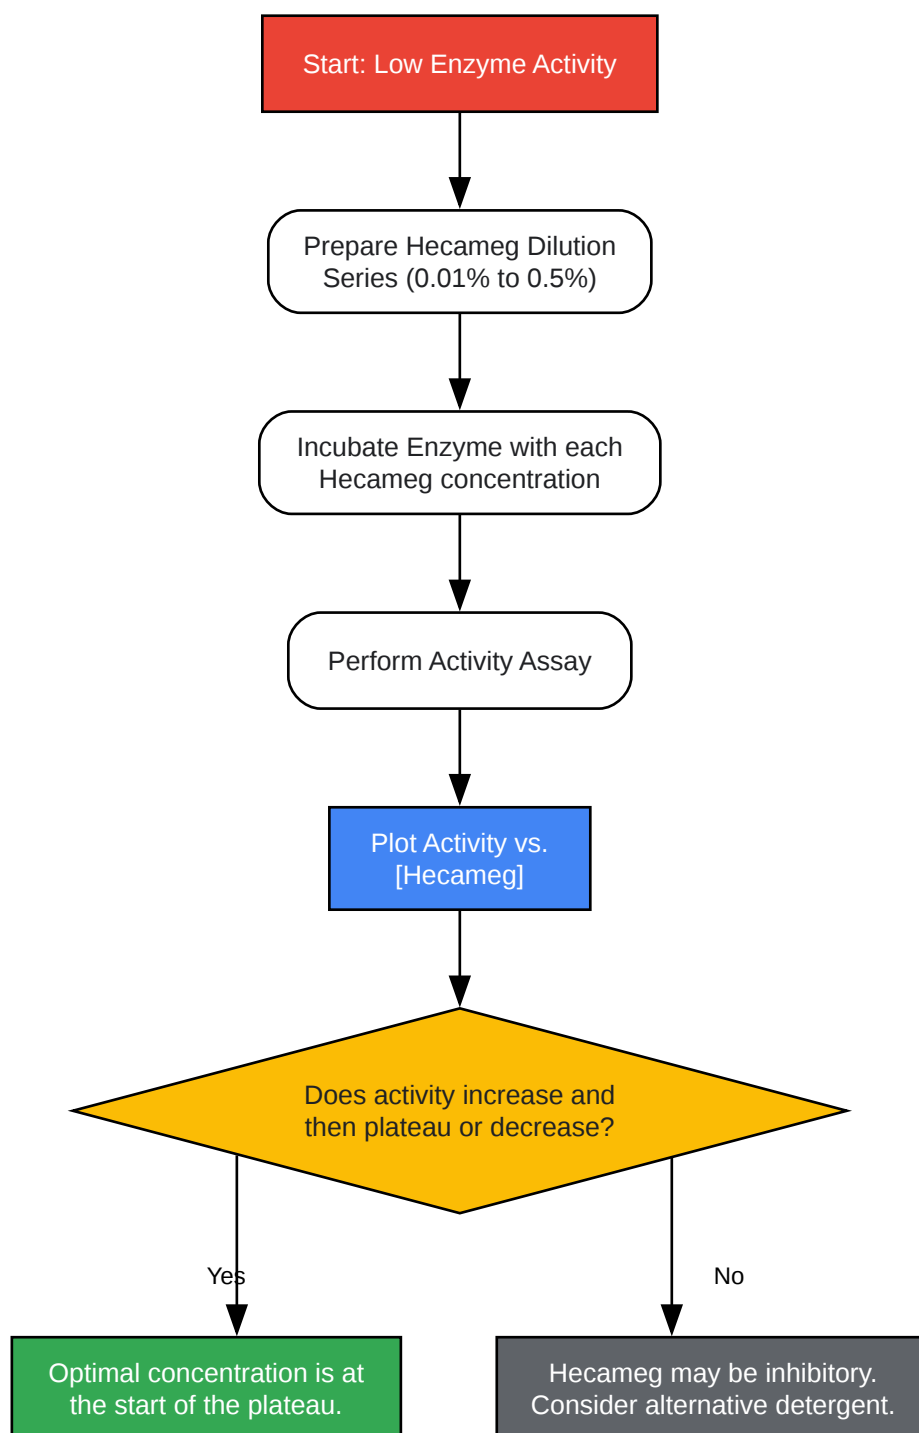 Start: Low Enzyme Activity
Prepare Hecameg Dilution
Series (0.01% to 0.5%)
Incubate Enzyme with each
Hecameg concentration
Perform Activity Assay
Plot Activity vs.
[Hecameg]
Does activity increase and
then plateau or decrease?
Yes
No
Optimal concentration is at
the start of the plateau.
Hecameg may be inhibitory.
Consider alternative detergent.